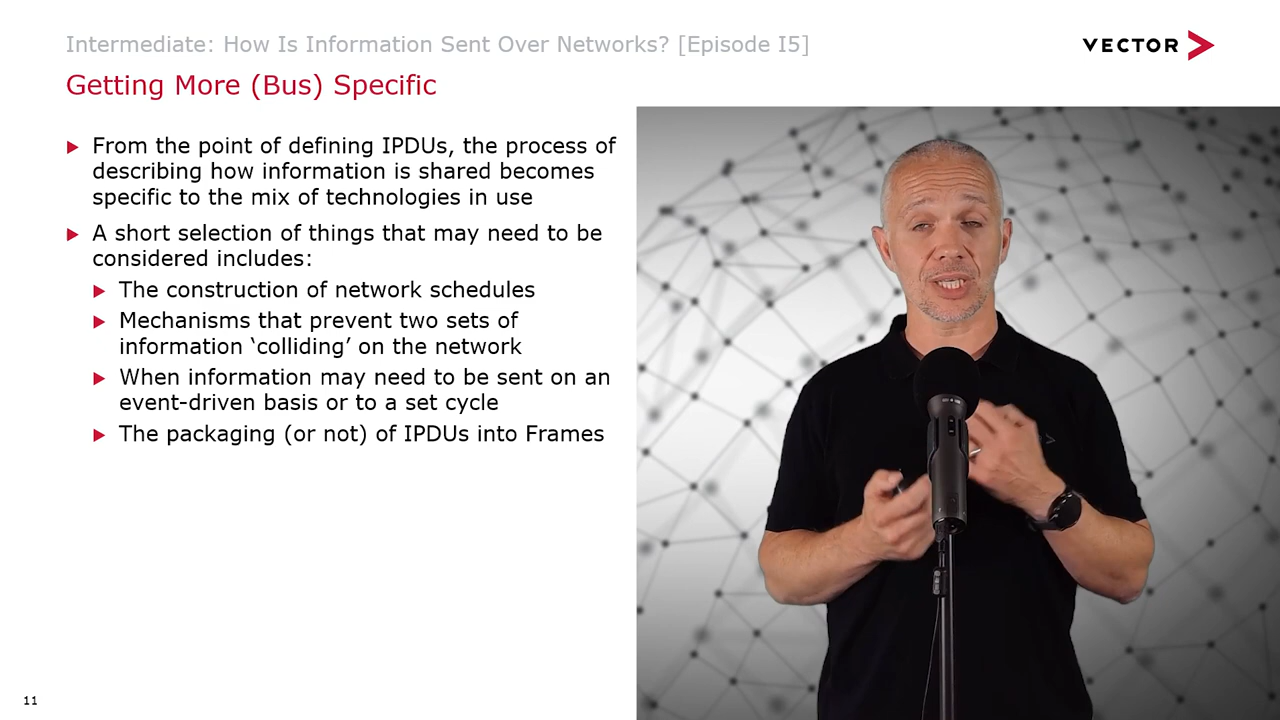 Intermediate: How Is Information Sent Over Networks? [Episode I5]
VECTOR
Getting More (Bus) Specific
From the point of defining IPDUs, the process of
describing how information is shared becomes
specific to the mix of technologies in use
A short selection of things that may need to be
considered includes:
The construction of network schedules
Mechanisms that prevent two sets of
information ‘colliding’ on the network
When information may need to be sent on an
event-driven basis or to a set cycle
The packaging (or not) of IPDUs into Frames
11